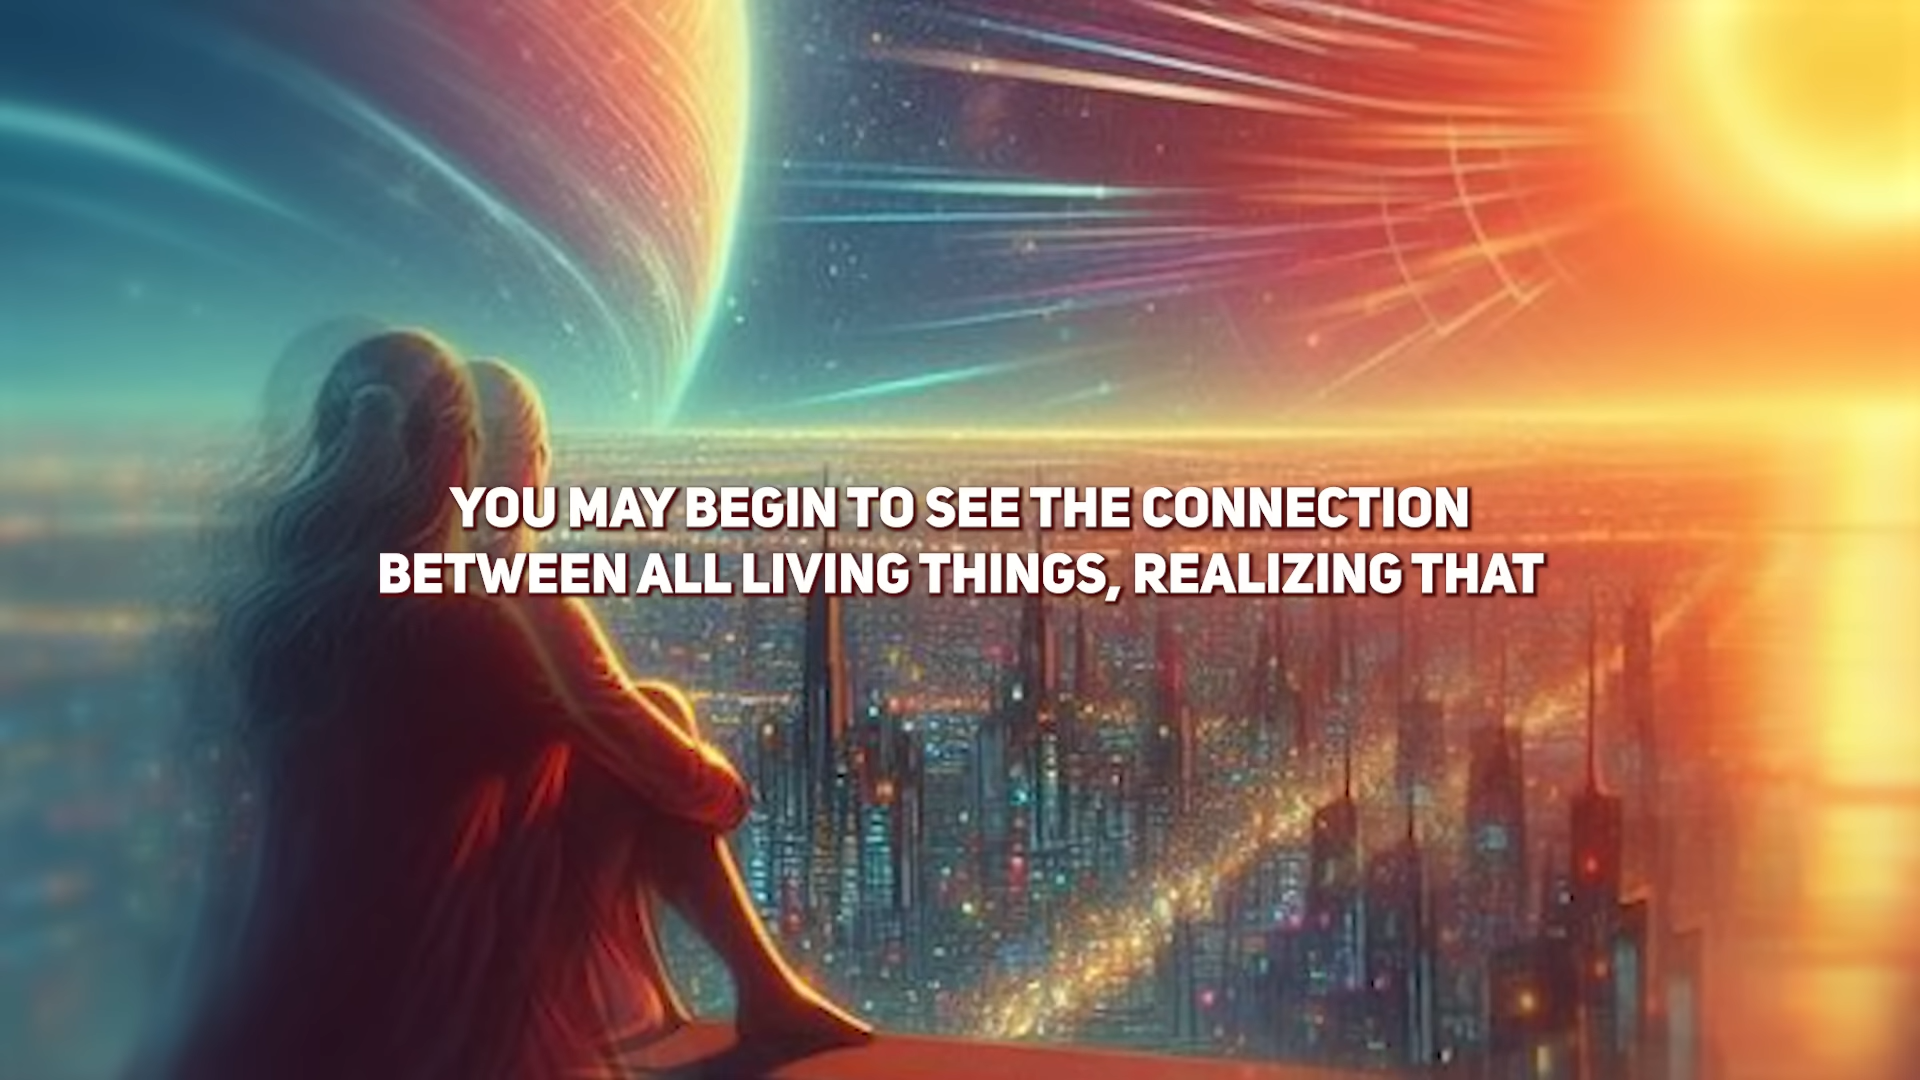 YOU MAY BEGIN TO SEE THE CONNECTION
BETWEEN ALL LIVING THINGS, REALIZING THAT